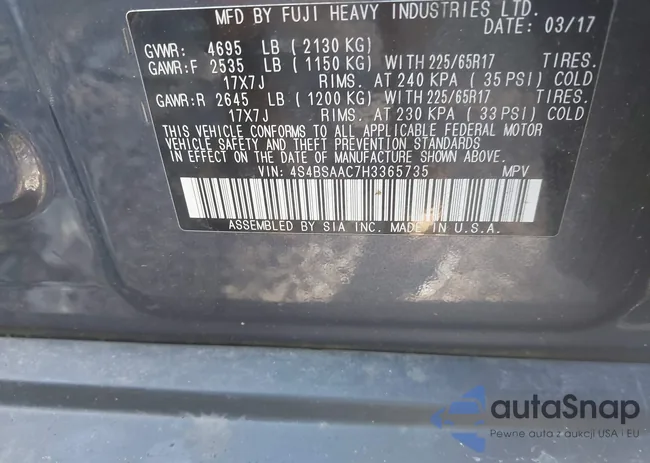 MFD BY FUJI HEAVY INDUSTRIES LTD.
DATE: 03/17
GVWR: 4695 LB (2130 KG)
GAWR:F 2535 LB (1150 KG) WITH 225/65R17 TIRES.
17X7J RIMS. AT 240 KPA (35 PSI) COLD
GAWR:R 2645 LB (1200 KG) WITH 225/65R17 TIRES.
17X7J RIMS. AT 230 KPA (33 PSI) COLD
THIS VEHICLE CONFORMS TO ALL APPLICABLE FEDERAL MOTOR
VEHICLE SAFETY AND THEFT PREVENTION STANDARDS
IN EFFECT ON THE DATE OF MANUFACTURE SHOWN ABOVE.
VIN: 4S4BSAAC7H3365735 MPV
ASSEMBLED BY SIA INC. MADE IN U.S.A.
autaSnap
Pewne auta z aukcji USA i EU